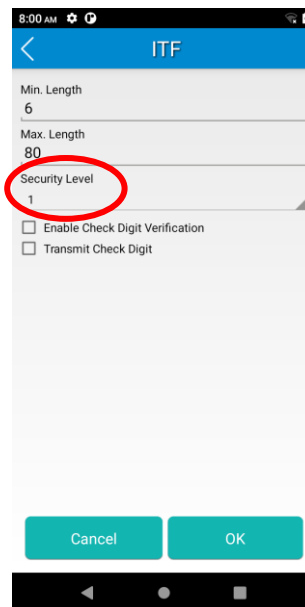 8:00 AM
ITF
Min. Length
6
Max. Length
80
Security Level
1
Enable Check Digit Verification
Transmit Check Digit
Cancel OK